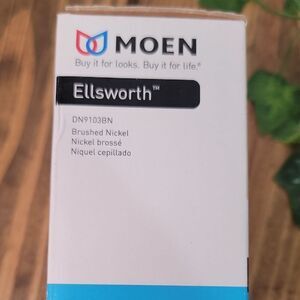 MOEN
Buy it for looks. Buy it for life.®
Ellsworth™
DN9103BN
Brushed Nickel
Nickel brossé
Níquel cepillado